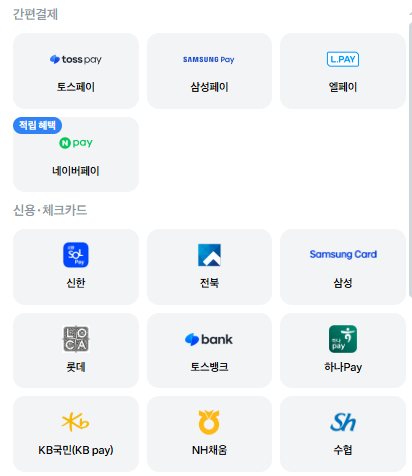 간편결제
toss pay
SAMSUNG Pay
L.PAY
토스페이
삼성페이
엘페이
적립 혜택
N pay
네이버페이
신용·체크카드
신한
SOL
Pay
Samsung Card
신한
전북
삼성
LO
CA
bank
하나
pay
롯데
토스뱅크
하나Pay
Kb
Sh
KB국민(KB pay)
NH채움
수협